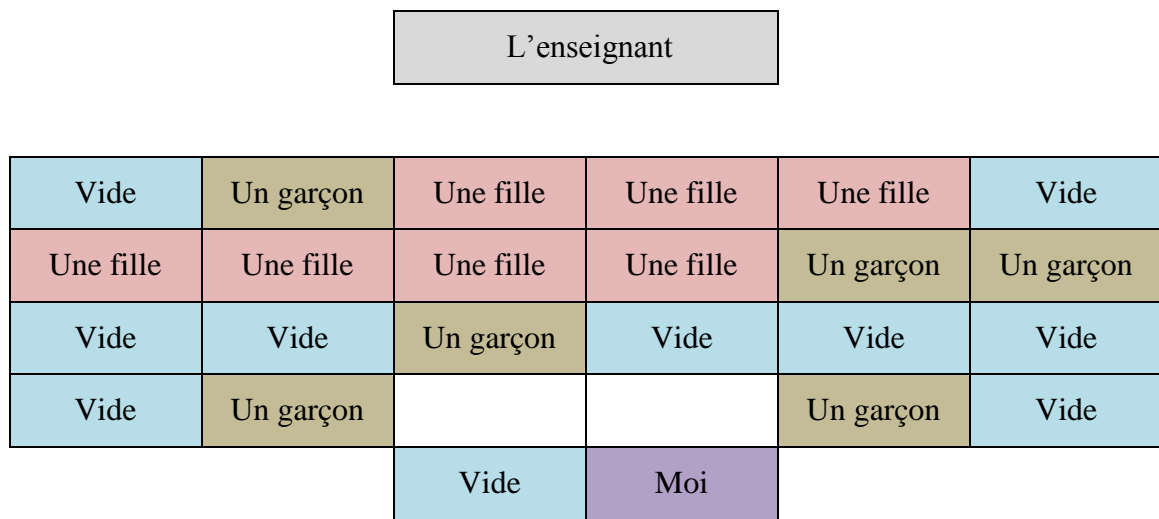 L’enseignant
Vide Un garçon Une fille Une fille Une fille Vide
Une fille Une fille Une fille Une fille Un garçon Un garçon
Vide Vide Un garçon Vide Vide Vide
Vide Un garçon Un garçon Vide
Vide Moi